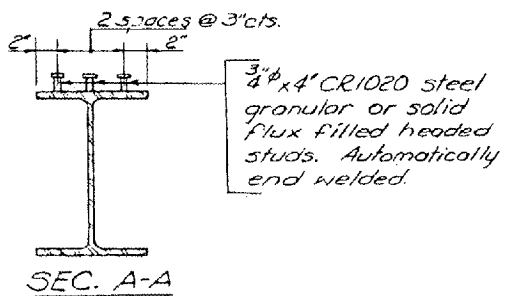 2 spaces @ 3"cts.
2" 2"
3/4"φ x 4" CR1020 steel
granular or solid
flux filled headed
studs. Automatically
end welded.
SEC. A-A